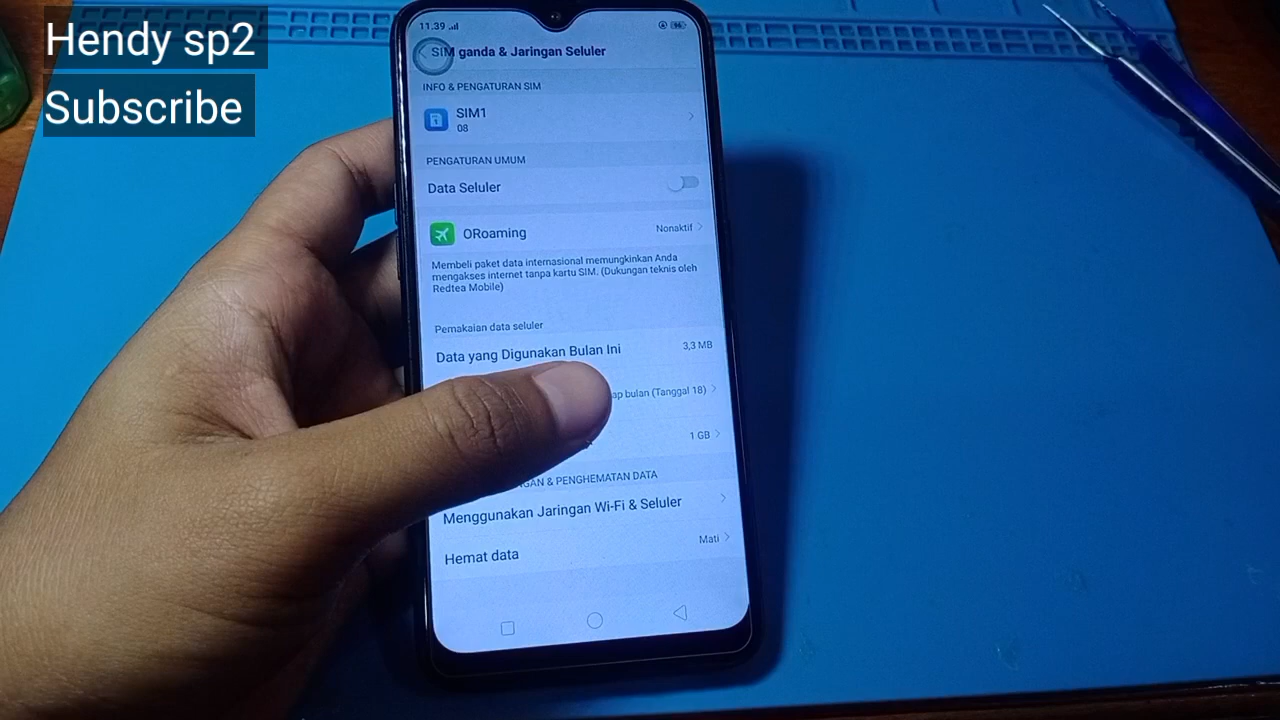 Hendy sp2
Subscribe
11.39
SIM ganda & Jaringan Seluler
INFO & PENGATURAN SIM
SIM1
08
PENGATURAN UMUM
Data Seluler
ORoaming
Nonaktif
Membeli paket data internasional memungkinkan Anda
mengakses internet tanpa kartu SIM. (Dukungan teknis oleh
Redtea Mobile)
Pemakaian data seluler
Data yang Digunakan Bulan Ini
3,3 MB
bulan (Tanggal 18)
1 GB
& PENGHEMATAN DATA
Menggunakan Jaringan Wi-Fi & Seluler
Hemat data
Mati